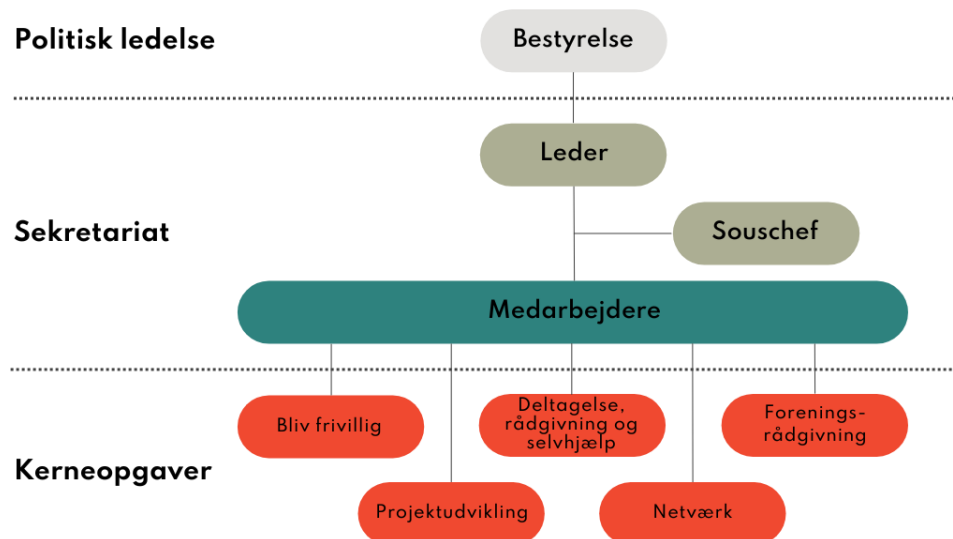 Politisk ledelse
Bestyrelse
Leder
Sekretariat
Souschef
Medarbejdere
Kerneopgaver
Bliv frivillig
Deltagelse,
rådgivning og
selvhjælp
Forenings-
rådgivning
Projektudvikling
Netværk